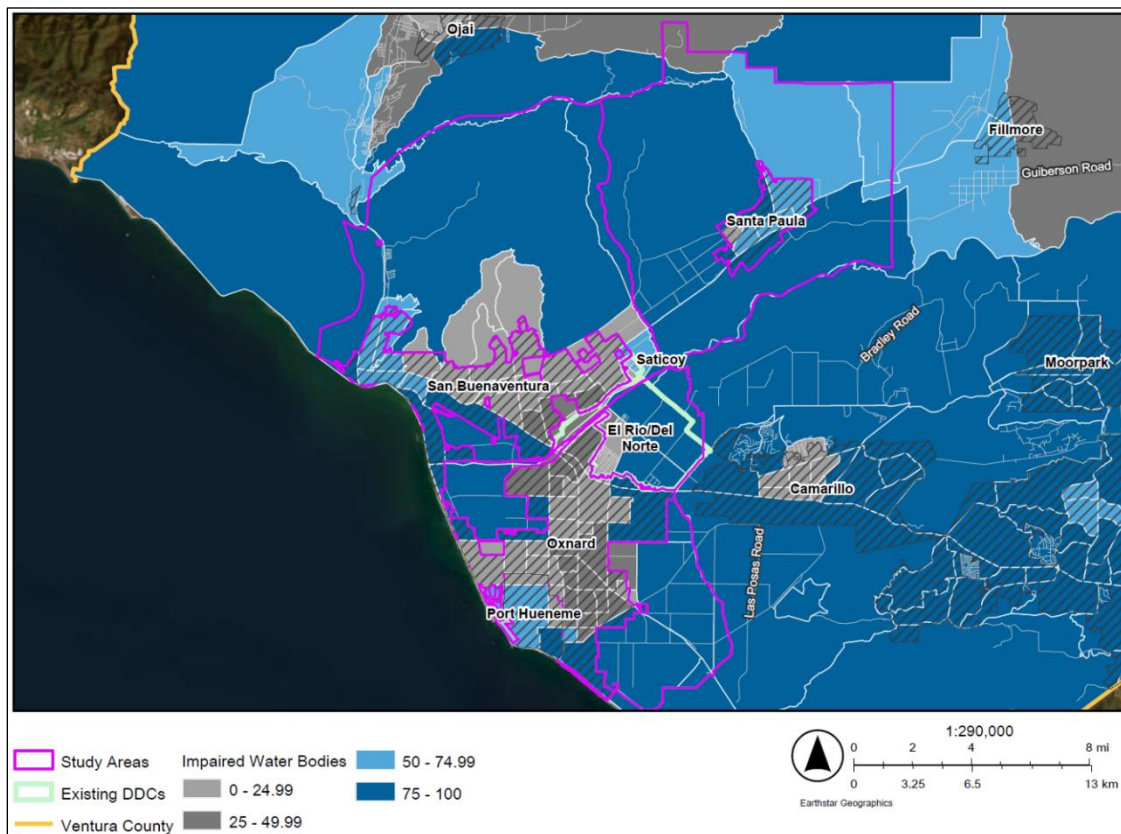 Ojai
Fillmore
Guiberson Road
Santa Paula
Bradley Road
Moorpark
Saticoy
San Buenaventura
El Rio/Del
Norte
Camarillo
Oxnard
Las Posas Road
Port Hueneme
Study Areas
Existing DDCs
Ventura County
Impaired Water Bodies
0 - 24.99
25 - 49.99
50 - 74.99
75 - 100
1:290,000
0 2 4 8 mi
0 3.25 6.5 13 km
Earthstar Geographics